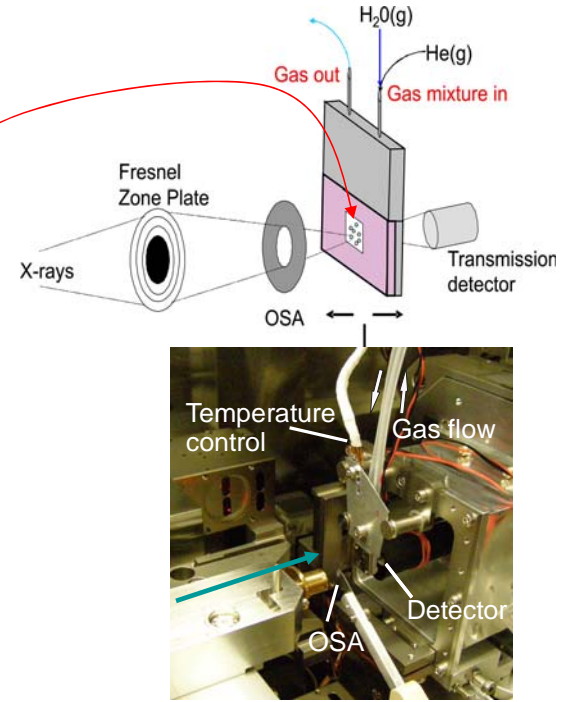 H20(g)
He(g)
Gas out
Gas mixture in
Fresnel
Zone Plate
X-rays
OSA
Transmission
detector
Temperature
control
Gas flow
Detector
OSA